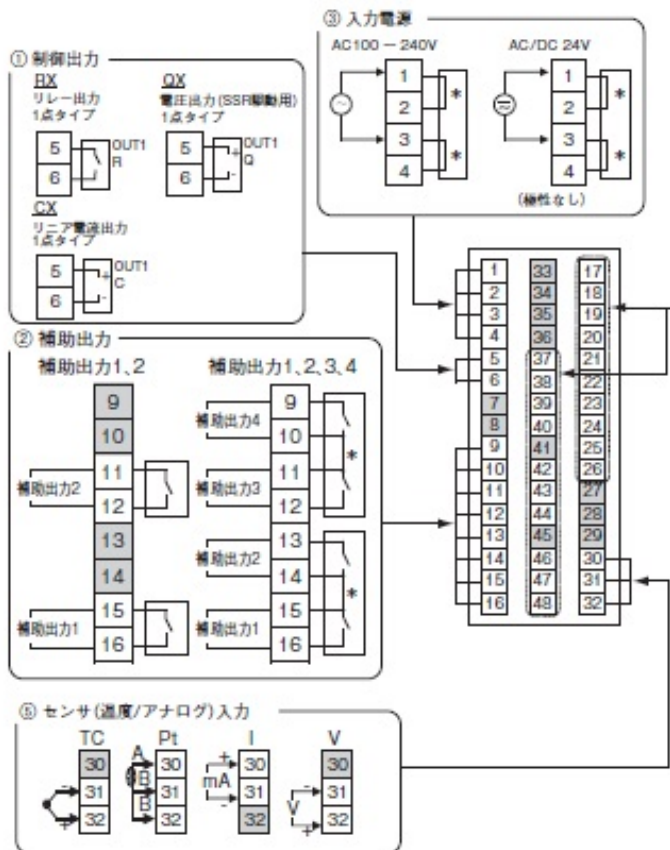 ① 制御出力
RX
リレー出力
1点タイプ
5
6
OUT1
R
QX
電圧出力(SSR駆動用)
1点タイプ
5
6
+
-
OUT1
Q
CX
リニア電流出力
1点タイプ
5
6
+
-
OUT1
C
③ 入力電源
AC100-240V
1
2
3
4
*
*
AC/DC 24V
1
2
3
4
*
*
(極性なし)
② 補助出力
補助出力1、2
9
10
11
12
13
14
15
16
補助出力2
補助出力1
補助出力1、2、3、4
9
10
11
12
13
14
15
16
補助出力4
補助出力3
補助出力2
補助出力1
*
*
1 33 17
2 34 18
3 35 19
4 36 20
5 37 21
6 38 22
7 39 23
8 40 24
9 41 25
10 42 26
11 43 27
12 44 28
13 45 29
14 46 30
15 47 31
16 48 32
⑤ センサ(温度/アナログ)入力
TC
30
31
32
-
+
Pt
A
B
B
30
31
32
I
+
mA
-
30
31
32
V
-
V
+
30
31
32